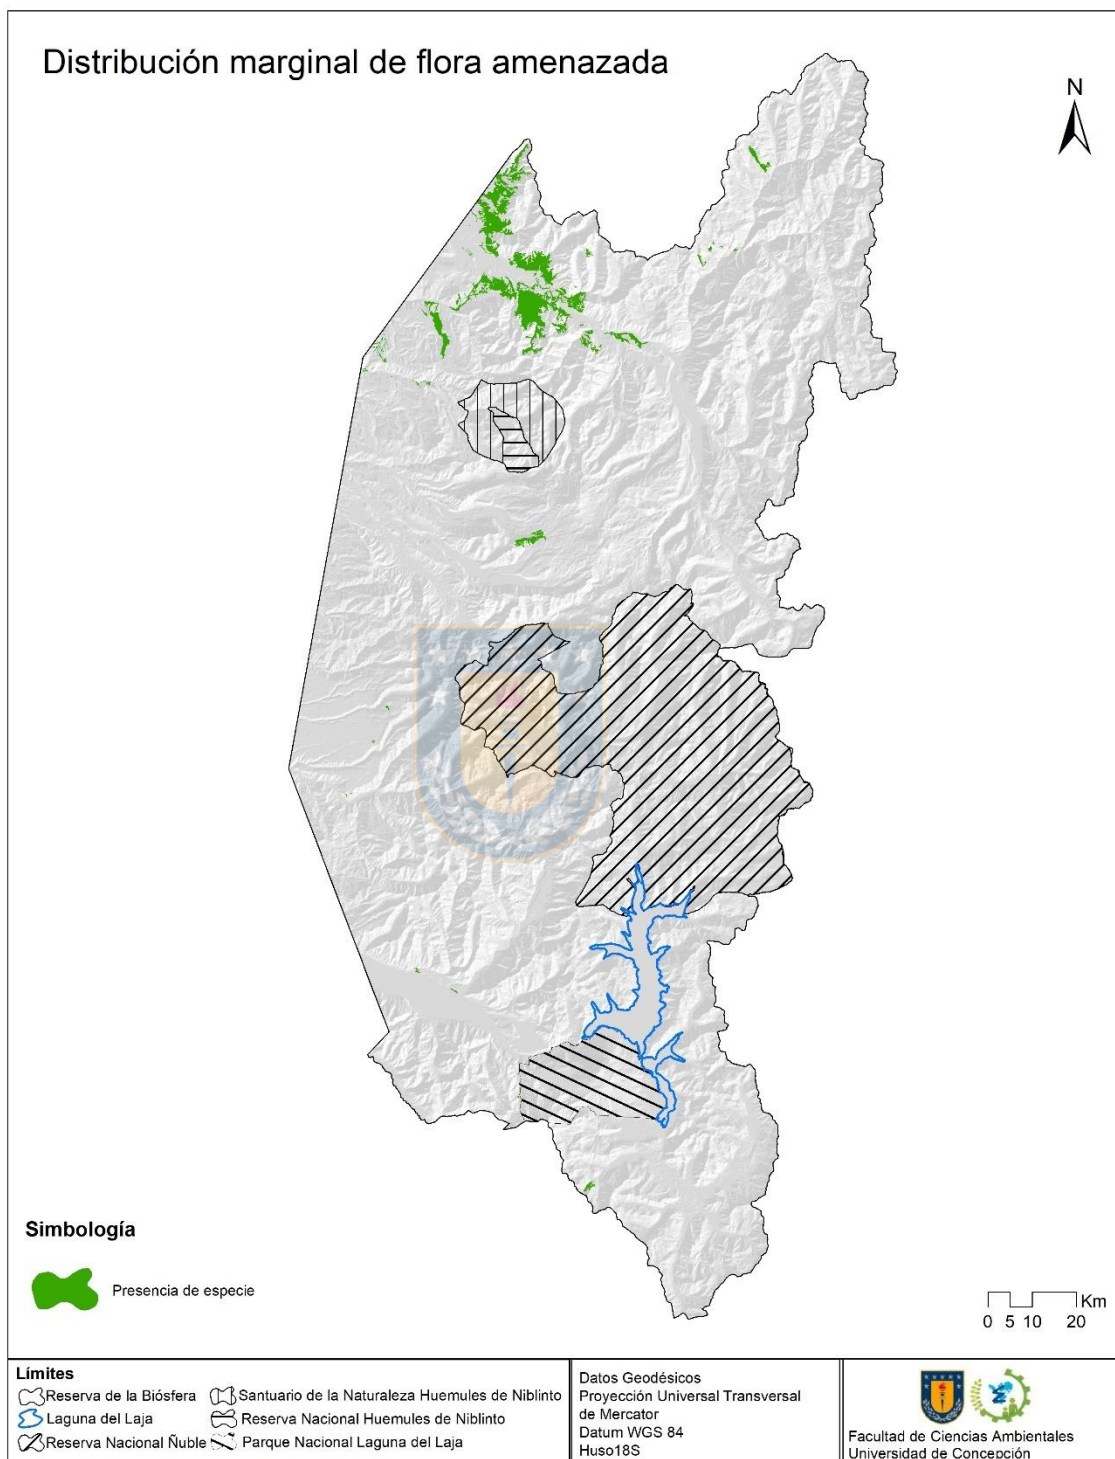 Distribución marginal de flora amenazada
N
Simbología
Presencia de especie
Km
0 5 10 20
Límites
Reserva de la Biósfera
Santuario de la Naturaleza Huemules de Niblinto
Laguna del Laja
Reserva Nacional Huemules de Niblinto
Reserva Nacional Ñuble
Parque Nacional Laguna del Laja
Datos Geodésicos
Proyección Universal Transversal
de Mercator
Datum WGS 84
Huso18S
Facultad de Ciencias Ambientales
Universidad de Concepción